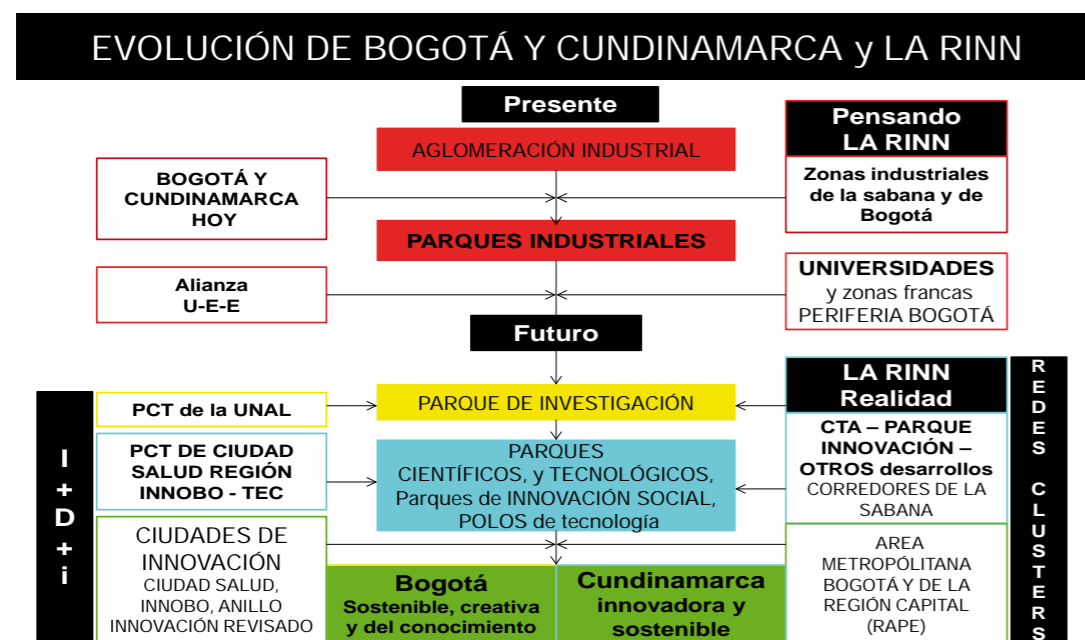 EVOLUCIÓN DE BOGOTÁ Y CUNDINAMARCA y LA RINN
Presente
AGLOMERACIÓN INDUSTRIAL
Pensando
LA RINN
BOGOTÁ Y
CUNDINAMARCA
HOY
Zonas industriales
de la sabana y de
Bogotá
PARQUES INDUSTRIALES
Alianza
U-E-E
UNIVERSIDADES
y zonas francas
PERIFERIA BOGOTÁ
Futuro
LA RINN
Realidad
PCT de la UNAL
PARQUE DE INVESTIGACIÓN
PCT DE CIUDAD
SALUD REGIÓN
INNOBO - TEC
PARQUES
CIENTÍFICOS, y TECNOLÓGICOS,
Parques de INNOVACIÓN SOCIAL,
POLOS de tecnología
CTA – PARQUE
INNOVACIÓN –
OTROS desarrollos
CORREDORES DE LA
SABANA
CIUDADES DE
INNOVACIÓN
CIUDAD SALUD,
INNOBO, ANILLO
INNOVACIÓN REVISADO
Bogotá
Sostenible, creativa
y del conocimiento
Cundinamarca
innovadora y
sostenible
AREA
METROPÓLITANA
BOGOTÁ Y DE LA
REGIÓN CAPITAL
(RAPE)
I+D+i
REDES CLUSTERS